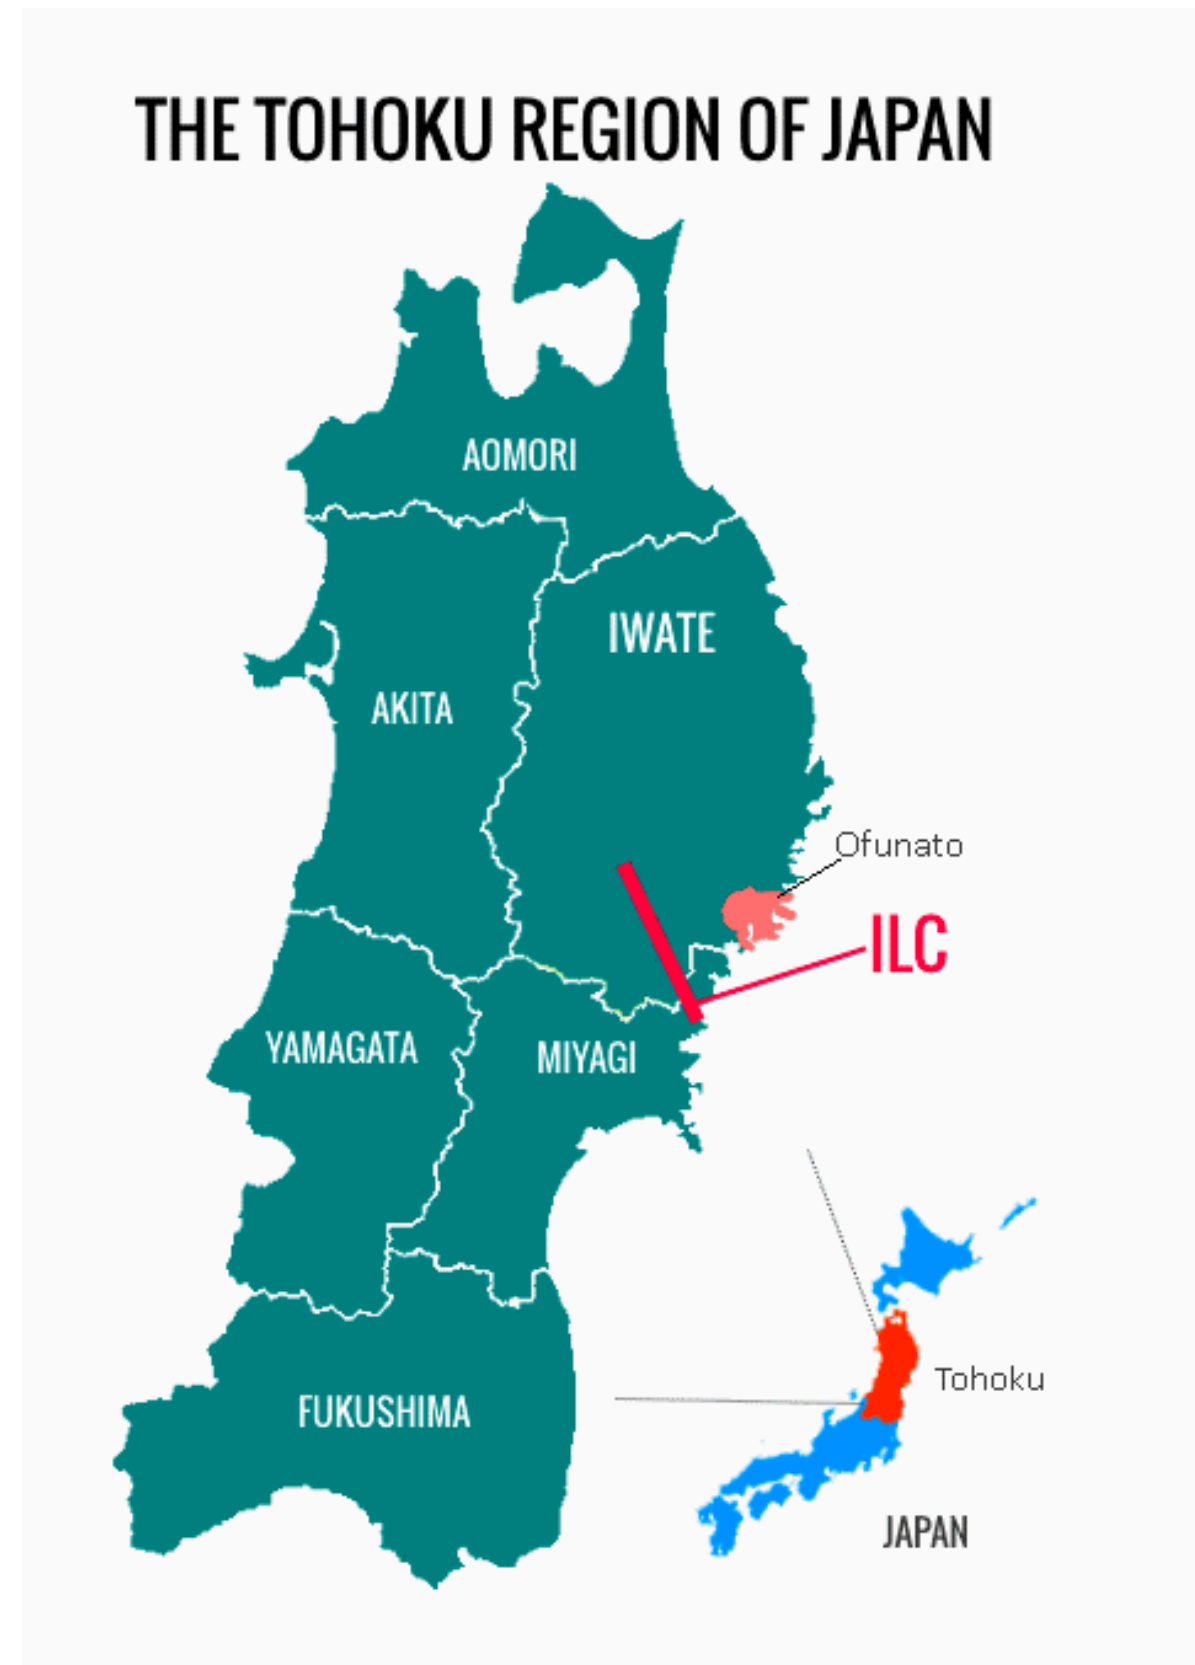 THE TOHOKU REGION OF JAPAN
AOMORI
IWATE
AKITA
Ofunato
ILC
YAMAGATA
MIYAGI
Tohoku
FUKUSHIMA
JAPAN